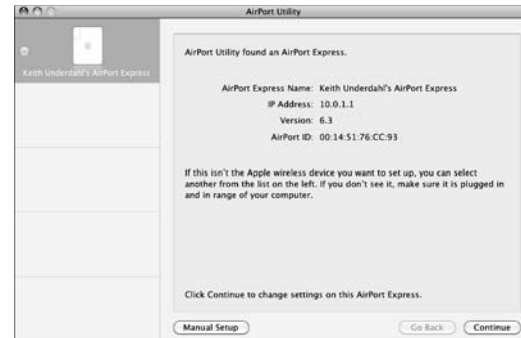 AirPort Utility
Keith Underdahl's AirPort Express
AirPort Utility found an AirPort Express.
AirPort Express Name: Keith Underdahl's AirPort Express
IP Address: 10.0.1.1
Version: 6.3
AirPort ID: 00:14:51:76:CC:93
If this isn't the Apple wireless device you want to set up, you can select
another from the list on the left. If you don't see it, make sure it is plugged in
and in range of your computer.
Click Continue to change settings on this AirPort Express.
Manual Setup
Go Back
Continue